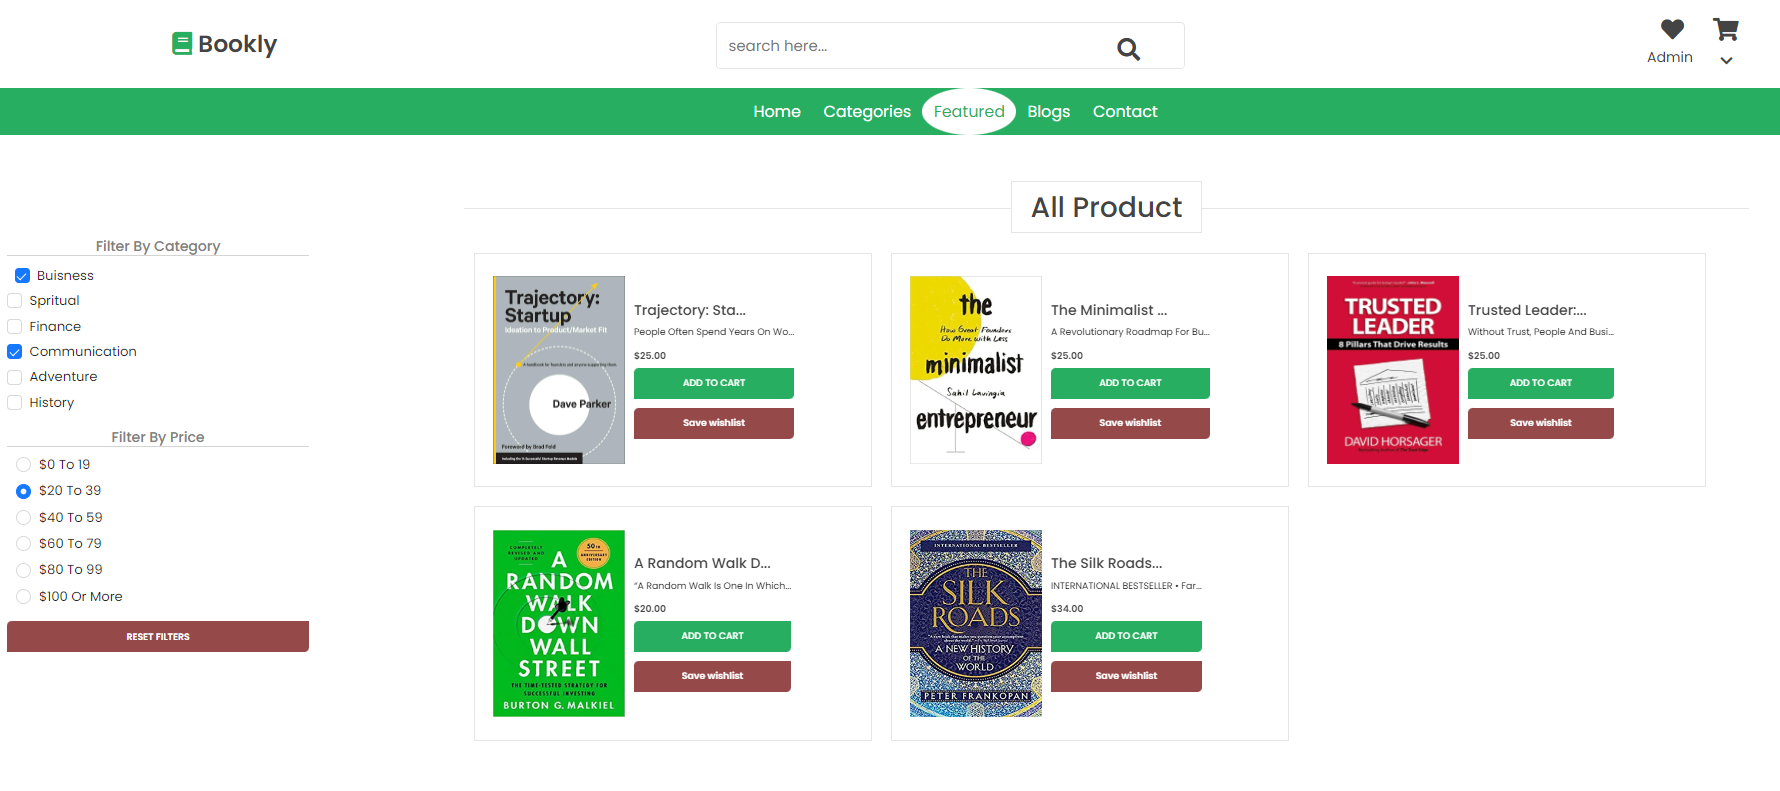 Bookly
search here...
Admin
Home Categories Featured Blogs Contact
All Product
Filter By Category
Buisness
Spritual
Finance
Communication
Adventure
History
Filter By Price
$0 To 19
$20 To 39
$40 To 59
$60 To 79
$80 To 99
$100 Or More
RESET FILTERS
Trajectory:
Startup
Ideation to Product/Market Fit
A handbook for founders and anyone supporting them
Dave Parker
Foreword by Brad Feld
Trajectory: Sta...
People Often Spend Years On Wo...
$25.00
ADD TO CART
Save wishlist
the
How Great Founders
Do More with Less
minimalist
Sahil Lavingia
entrepreneur
The Minimalist ...
A Revolutionary Roadmap For Bu...
$25.00
ADD TO CART
Save wishlist
TRUSTED
LEADER
8 Pillars That Drive Results
DAVID HORSAGER
Trusted Leader:...
Without Trust, People And Busi...
$25.00
ADD TO CART
Save wishlist
COMPLETELY
REVISED AND
UPDATED
50TH
ANNIVERSARY
EDITION
A
RANDOM
WALK
DOWN
WALL
STREET
THE TIME-TESTED STRATEGY FOR
SUCCESSFUL INVESTING
BURTON G. MALKIEL
A Random Walk D...
“A Random Walk Is One In Which...
$20.00
ADD TO CART
Save wishlist
INTERNATIONAL BESTSELLER
THE
SILK
ROADS
A NEW HISTORY
OF THE
WORLD
PETER FRANKOPAN
The Silk Roads...
INTERNATIONAL BESTSELLER • Far...
$34.00
ADD TO CART
Save wishlist